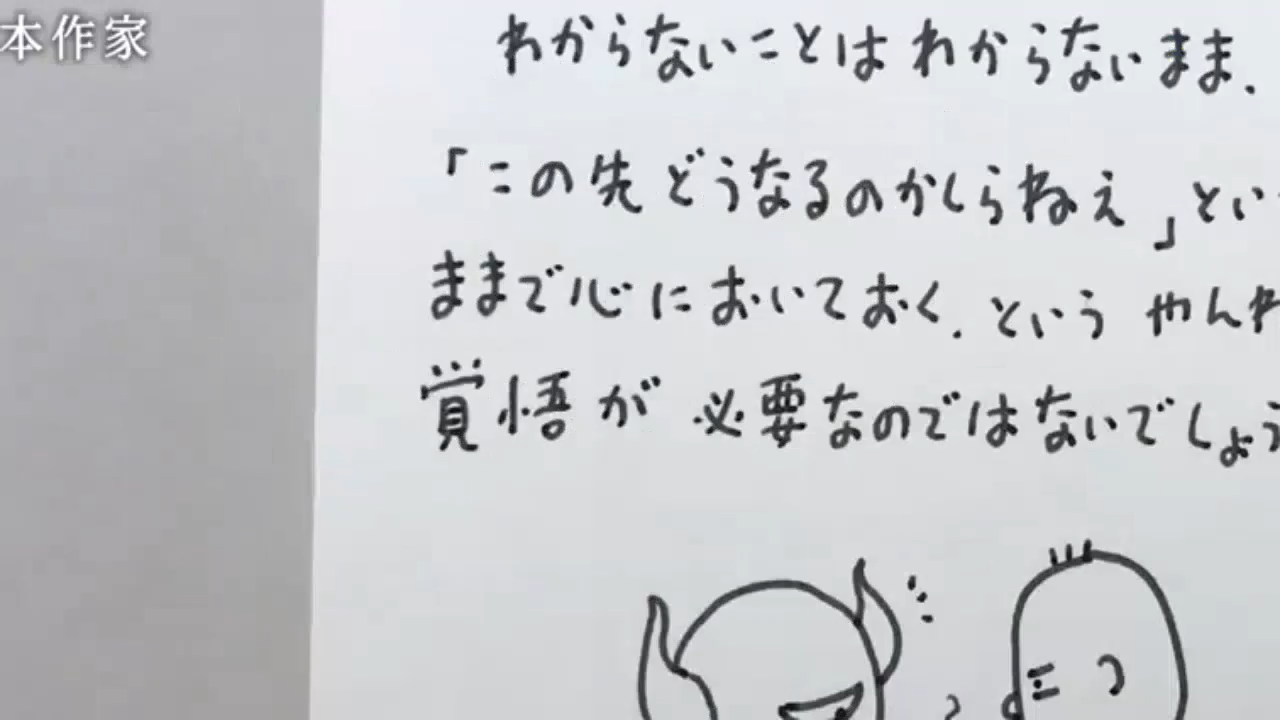 本作家
わからないことは わからないまま.
「この先どうなるのかしらねぇ」とい
ままで心においておく. という やんわ
覚悟が 必要なのではないでしょう